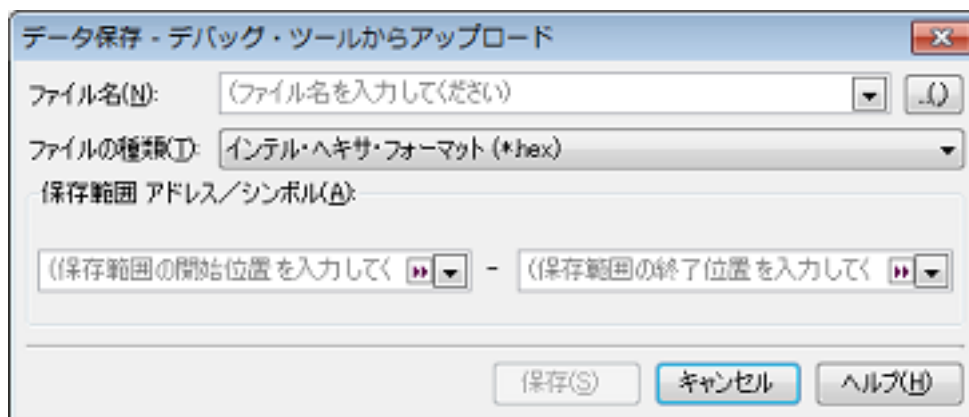 データ保存 - デバッグ・ツールからアップロード
ファイル名(N): (ファイル名を入力してください) ...()
ファイルの種類(T): インテル・ヘキサ・フォーマット (*.hex)
保存範囲 アドレス／シンボル(A):
((保存範囲の開始位置を入力してく - (保存範囲の終了位置を入力してく
保存(S) キャンセル ヘルプ(H)